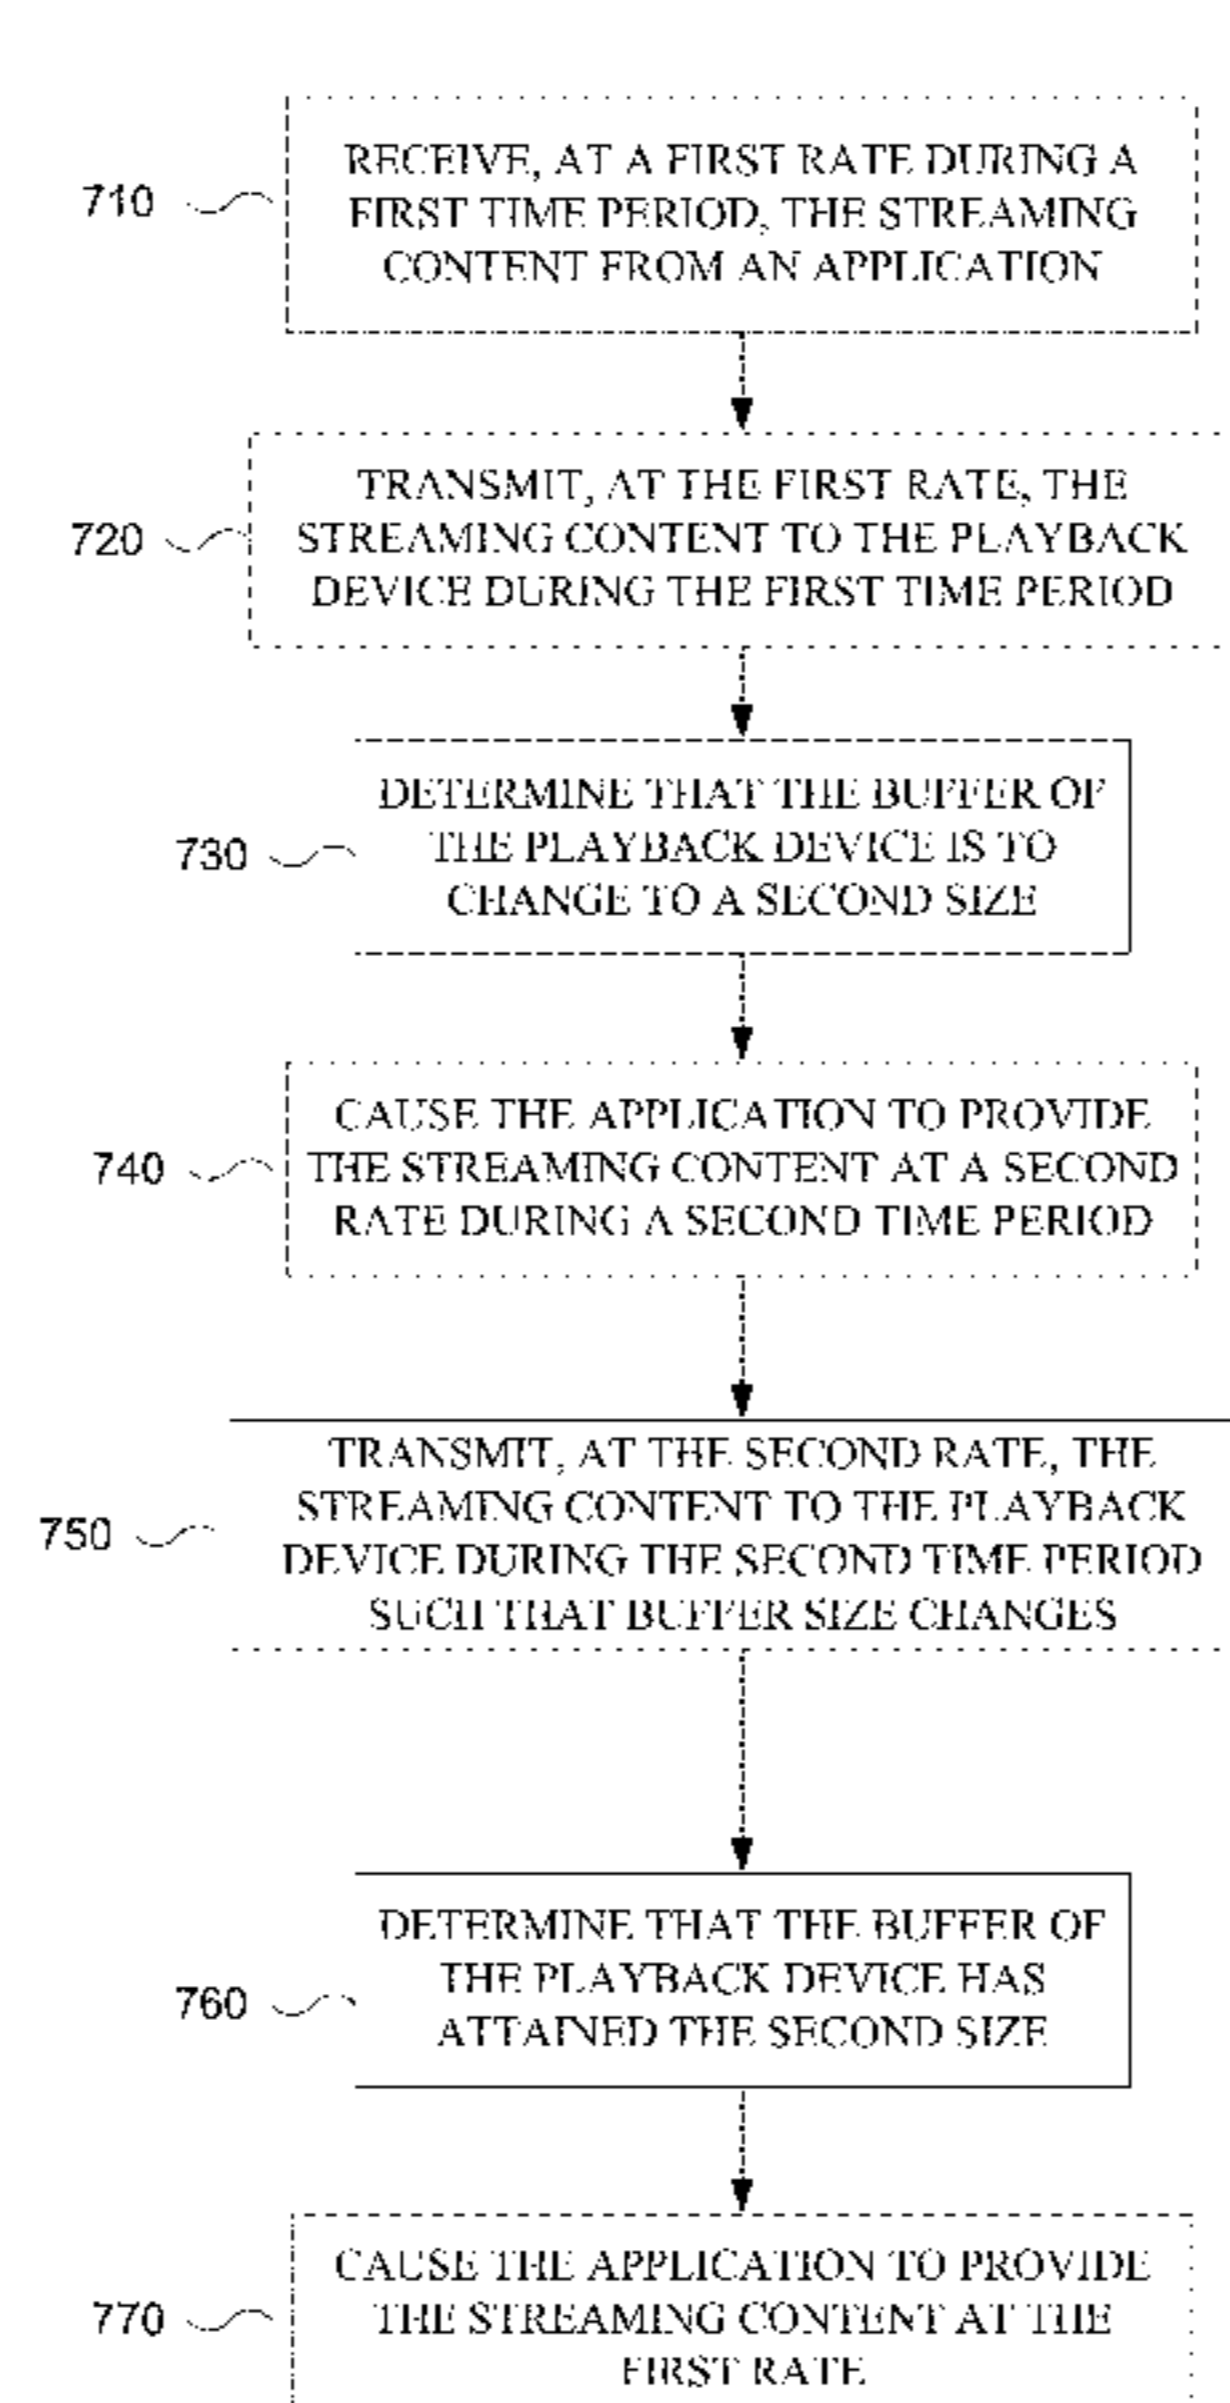 710
RECEIVE, AT A FIRST RATE DURING A
FIRST TIME PERIOD, THE STREAMING
CONTENT FROM AN APPLICATION
720
TRANSMIT, AT THE FIRST RATE, THE
STREAMING CONTENT TO THE PLAYBACK
DEVICE DURING THE FIRST TIME PERIOD
730
DETERMINE THAT THE BUFFER OF
THE PLAYBACK DEVICE IS TO
CHANGE TO A SECOND SIZE
740
CAUSE THE APPLICATION TO PROVIDE
THE STREAMING CONTENT AT A SECOND
RATE DURING A SECOND TIME PERIOD
750
TRANSMIT, AT THE SECOND RATE, THE
STREAMING CONTENT TO THE PLAYBACK
DEVICE DURING THE SECOND TIME PERIOD
SUCH THAT BUFFER SIZE CHANGES
760
DETERMINE THAT THE BUFFER OF
THE PLAYBACK DEVICE HAS
ATTAINED THE SECOND SIZE
770
CAUSE THE APPLICATION TO PROVIDE
THE STREAMING CONTENT AT THE
FIRST RATE